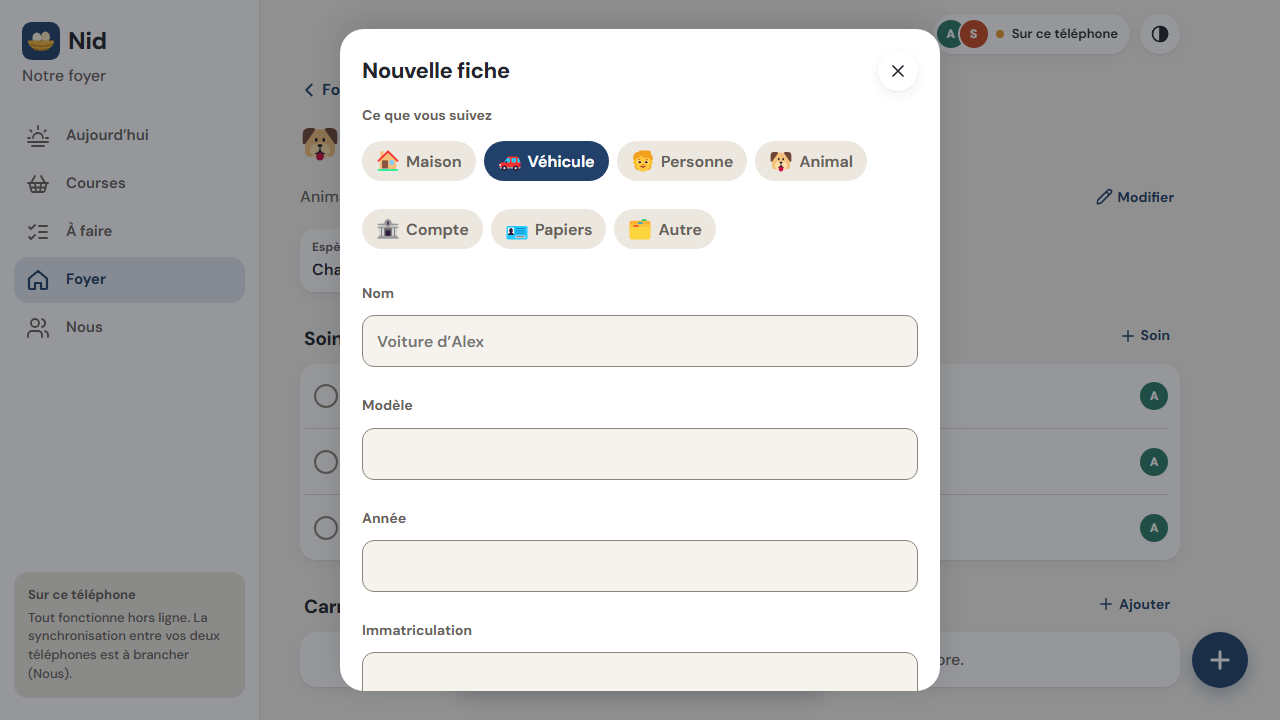 Nid
Notre foyer
Aujourd’hui
Courses
À faire
Foyer
Nous
Sur ce téléphone
Tout fonctionne hors ligne. La
synchronisation entre vos deux
téléphones est à brancher
(Nous).
A
S
Sur ce téléphone
Modifier
Soin
A
A
A
Ajouter
Nouvelle fiche
Ce que vous suivez
Maison
Véhicule
Personne
Animal
Compte
Papiers
Autre
Nom
Voiture d’Alex
Modèle
Année
Immatriculation